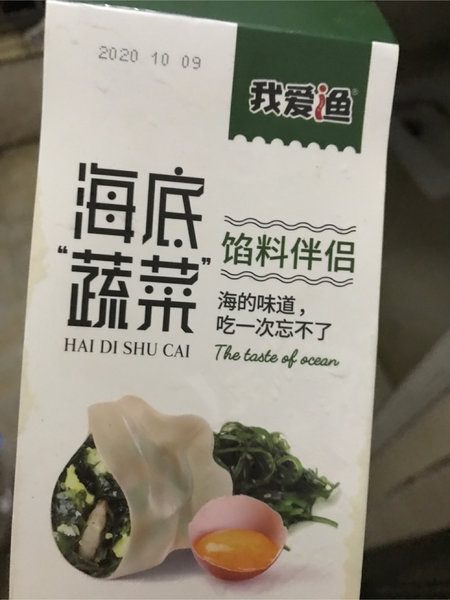 2020 10 09
我爱渔®
海底
"蔬菜"
HAI DI SHU CAI
馅料伴侣
海的味道，
吃一次忘不了
The taste of ocean